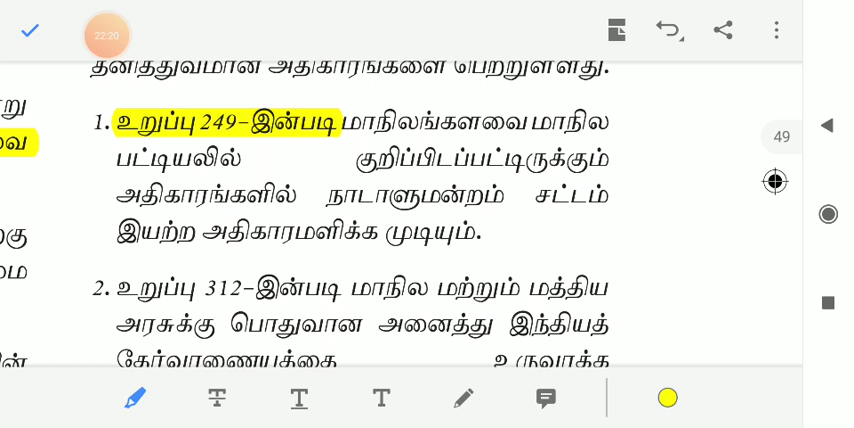 22:20
தனித்துவமான அதிகாரங்களை பெற்றுள்ளது.
று
1. உறுப்பு 249-இன்படி மாநிலங்களவை மாநில
49
வை
பட்டியலில் குறிப்பிடப்பட்டிருக்கும்
அதிகாரங்களில் நாடாளுமன்றம் சட்டம்
இயற்ற அதிகாரமளிக்க முடியும்.
கு
மை
2. உறுப்பு 312-இன்படி மாநில மற்றும் மத்திய
அரசுக்கு பொதுவான அனைத்து இந்தியத்
தேர்வாணையத்தை உருவாக்க
ின்